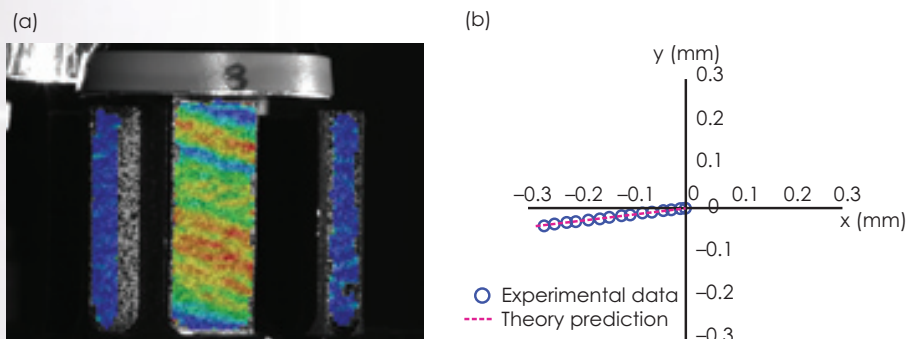 (a)
8
(b)
y (mm)
0.3
0.2
0.1
−0.3 −0.2 −0.1 0 0 0.1 0.2 0.3
x (mm)
−0.1
−0.2
−0.3
Experimental data
Theory prediction